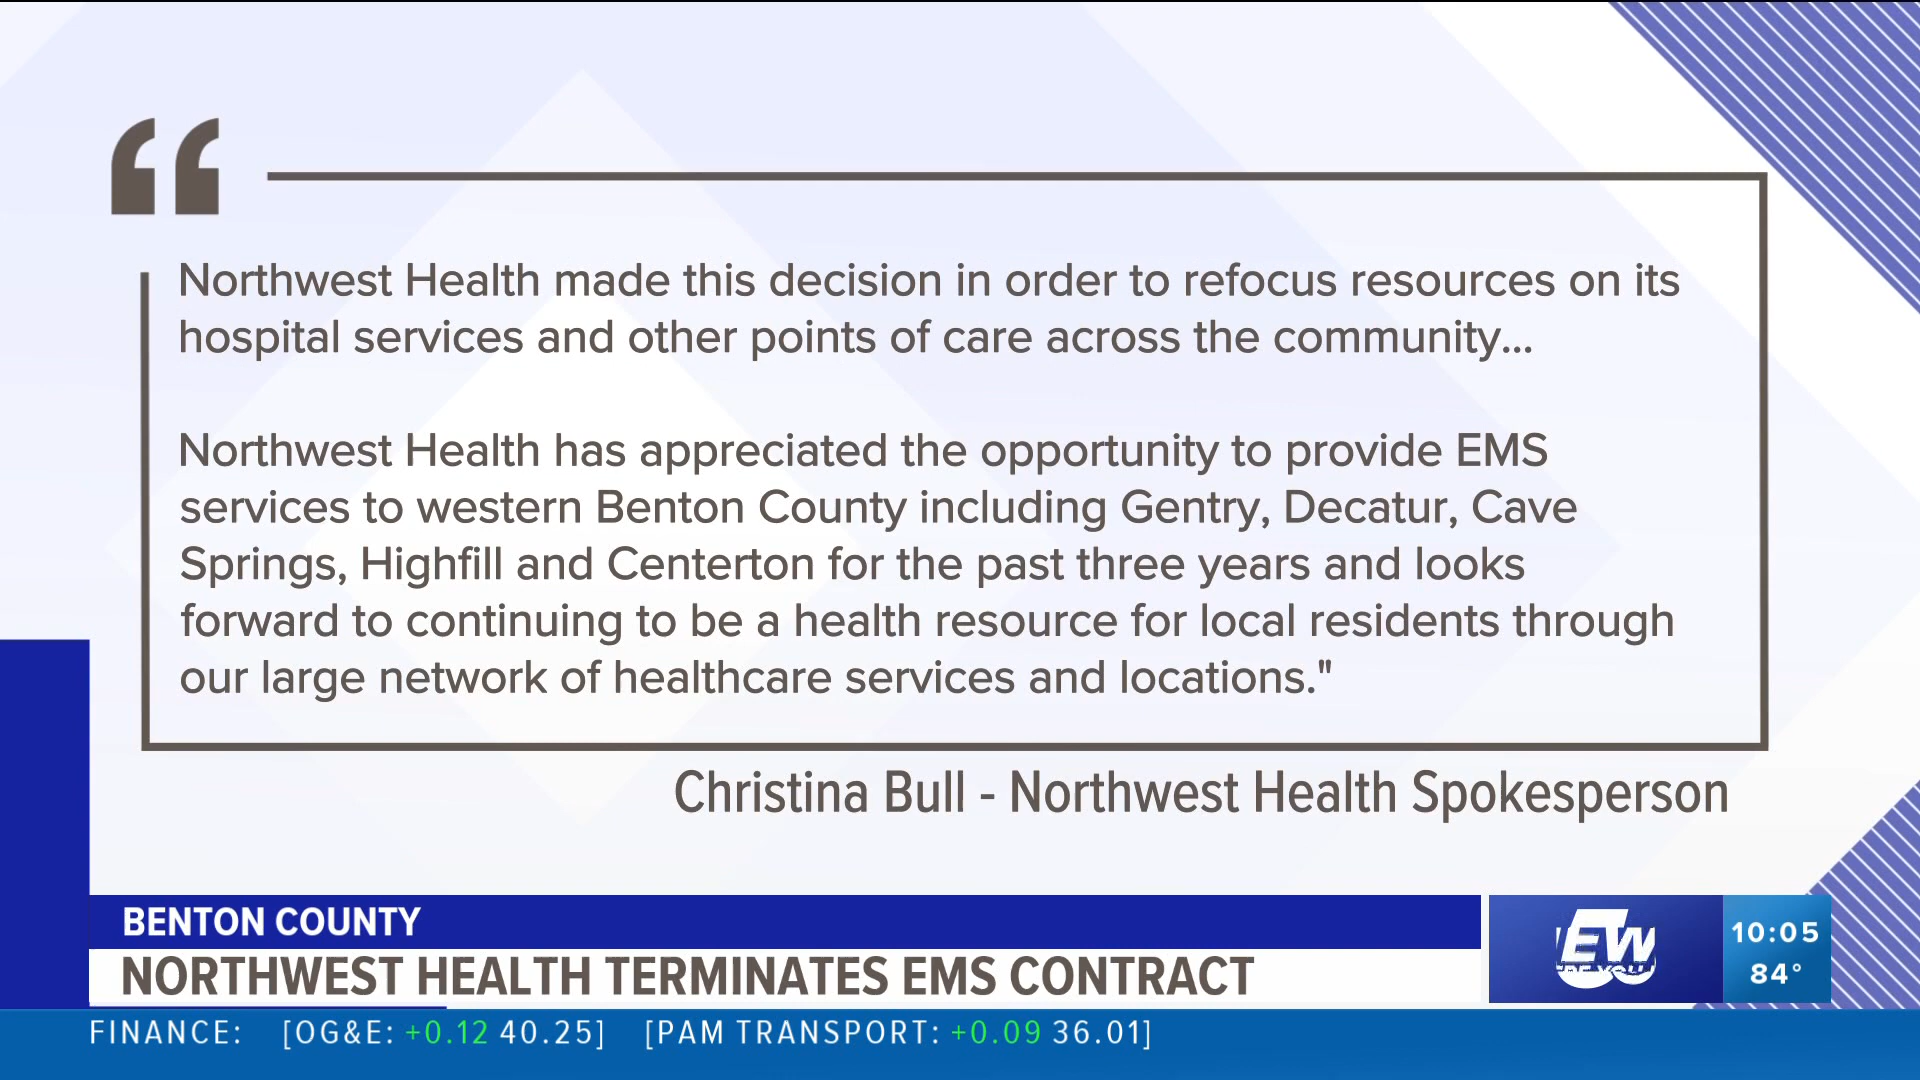 “
Northwest Health made this decision in order to refocus resources on its
hospital services and other points of care across the community...
Northwest Health has appreciated the opportunity to provide EMS
services to western Benton County including Gentry, Decatur, Cave
Springs, Highfill and Centerton for the past three years and looks
forward to continuing to be a health resource for local residents through
our large network of healthcare services and locations."
Christina Bull - Northwest Health Spokesperson
BENTON COUNTY
NORTHWEST HEALTH TERMINATES EMS CONTRACT
10:05
84°
FINANCE: [OG&E: +0.12 40.25] [PAM TRANSPORT: +0.09 36.01]